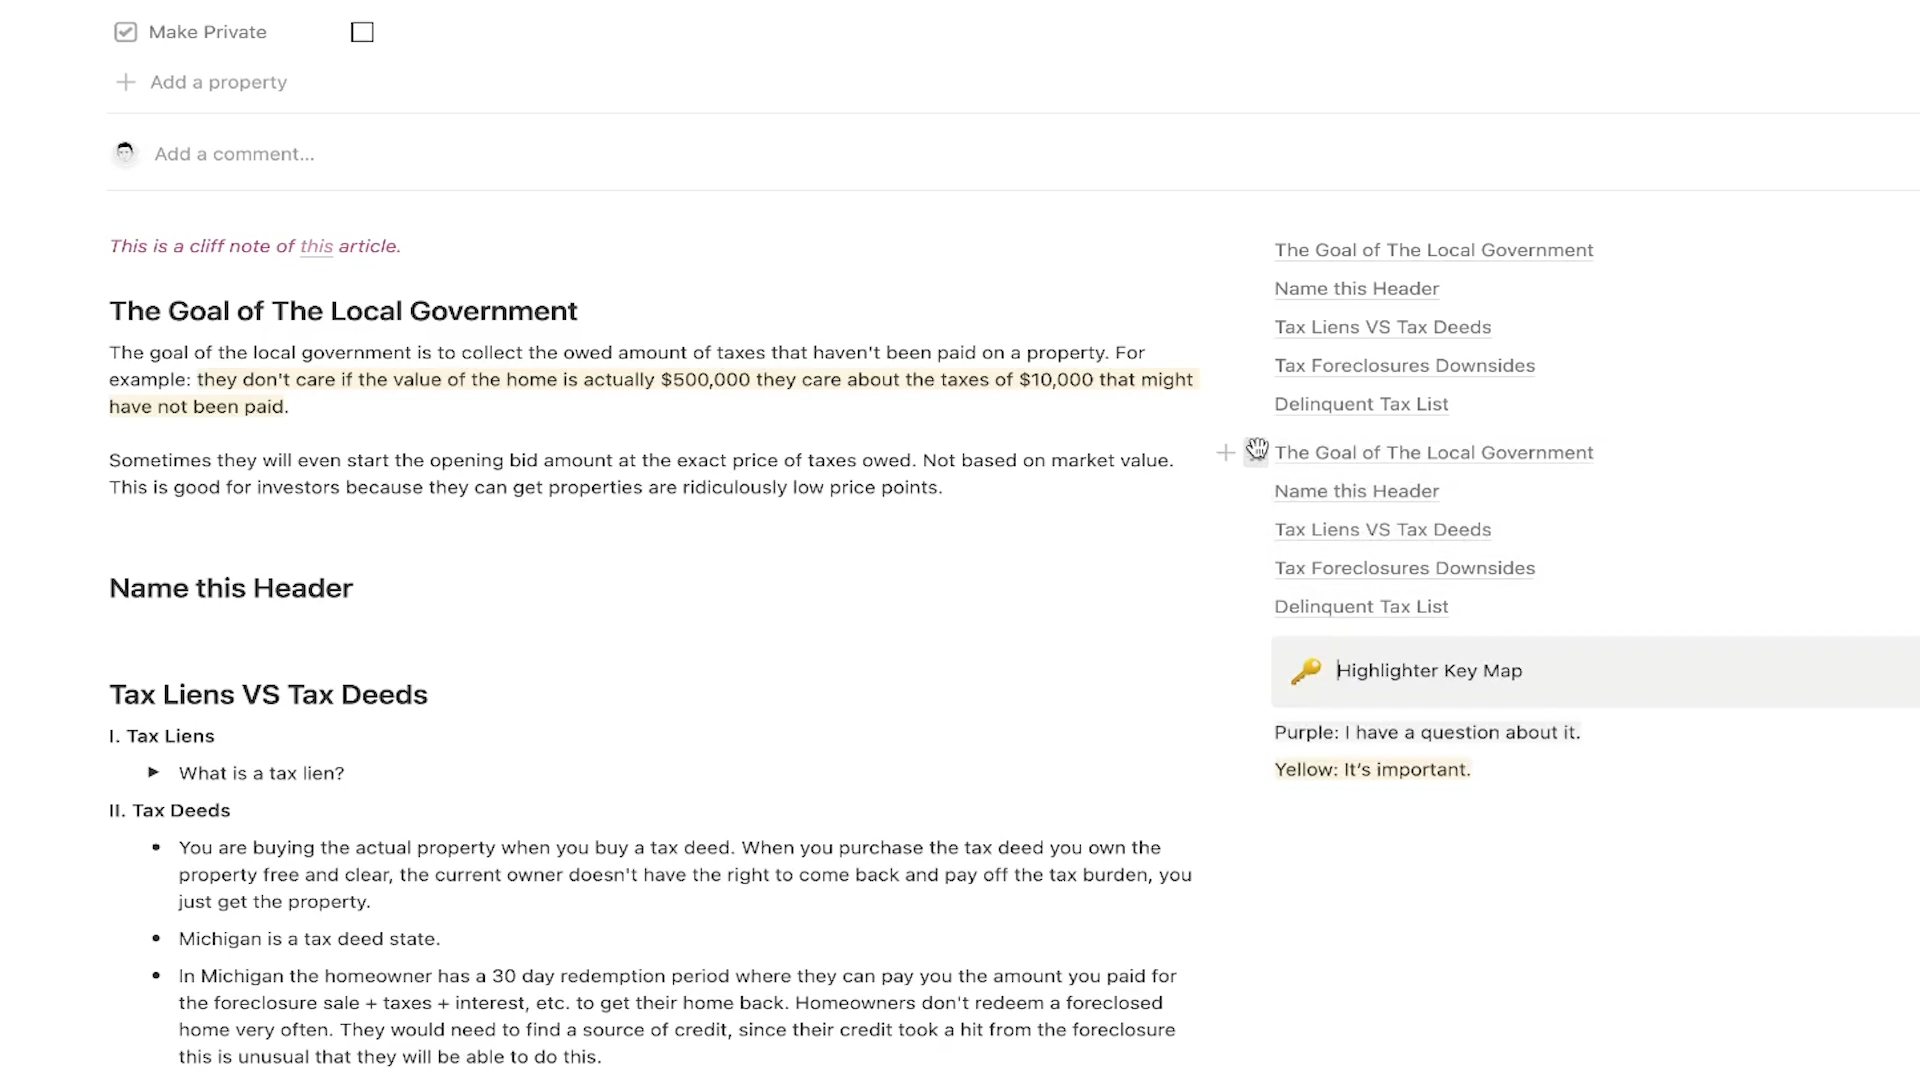 Make Private
Add a property
Add a comment...
This is a cliff note of this article.
The Goal of The Local Government
The goal of the local government is to collect the owed amount of taxes that haven't been paid on a property. For
example: they don't care if the value of the home is actually $500,000 they care about the taxes of $10,000 that might
have not been paid.
Sometimes they will even start the opening bid amount at the exact price of taxes owed. Not based on market value.
This is good for investors because they can get properties are ridiculously low price points.
Name this Header
Tax Liens VS Tax Deeds
I. Tax Liens
What is a tax lien?
II. Tax Deeds
• You are buying the actual property when you buy a tax deed. When you purchase the tax deed you own the
property free and clear, the current owner doesn't have the right to come back and pay off the tax burden, you
just get the property.
• Michigan is a tax deed state.
• In Michigan the homeowner has a 30 day redemption period where they can pay you the amount you paid for
the foreclosure sale + taxes + interest, etc. to get their home back. Homeowners don't redeem a foreclosed
home very often. They would need to find a source of credit, since their credit took a hit from the foreclosure
this is unusual that they will be able to do this.
The Goal of The Local Government
Name this Header
Tax Liens VS Tax Deeds
Tax Foreclosures Downsides
Delinquent Tax List
The Goal of The Local Government
Name this Header
Tax Liens VS Tax Deeds
Tax Foreclosures Downsides
Delinquent Tax List
Highlighter Key Map
Purple: I have a question about it.
Yellow: It's important.